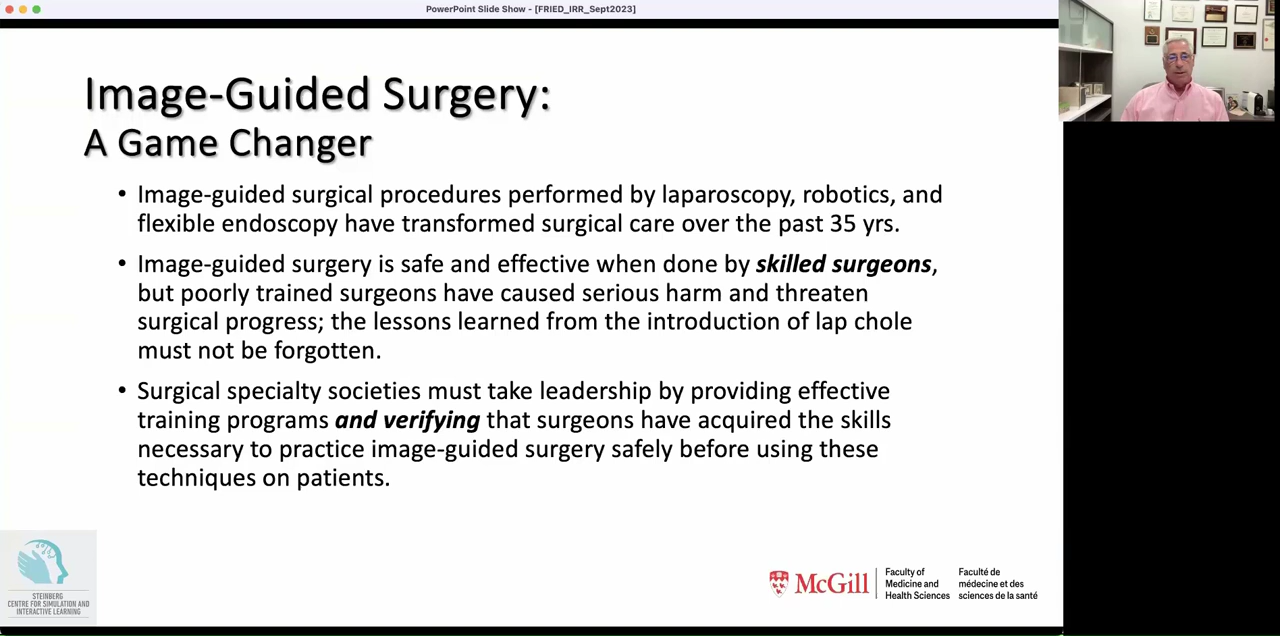 PowerPoint Slide Show - [FRIED_IRR_Sept2023]
Image-Guided Surgery:
A Game Changer
• Image-guided surgical procedures performed by laparoscopy, robotics, and
flexible endoscopy have transformed surgical care over the past 35 yrs.
• Image-guided surgery is safe and effective when done by skilled surgeons,
but poorly trained surgeons have caused serious harm and threaten
surgical progress; the lessons learned from the introduction of lap chole
must not be forgotten.
• Surgical specialty societies must take leadership by providing effective
training programs and verifying that surgeons have acquired the skills
necessary to practice image-guided surgery safely before using these
techniques on patients.
STEINBERG
CENTRE FOR SIMULATION AND
INTERACTIVE LEARNING
McGill
Faculty of
Medicine and
Health Sciences
Faculté de
médecine et des
sciences de la santé